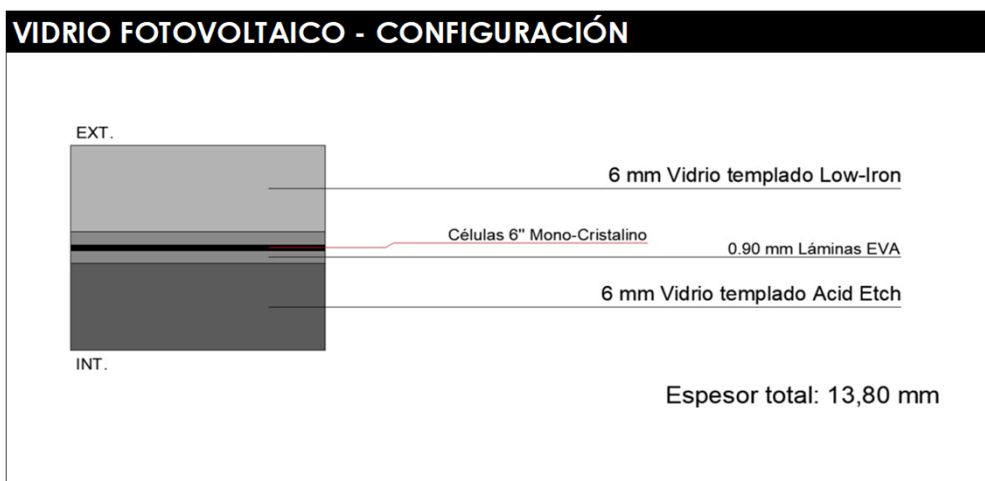 VIDRIO FOTOVOLTAICO - CONFIGURACIÓN
EXT.
6 mm Vidrio templado Low-Iron
Células 6" Mono-Cristalino
0.90 mm Láminas EVA
6 mm Vidrio templado Acid Etch
INT.
Espesor total: 13,80 mm